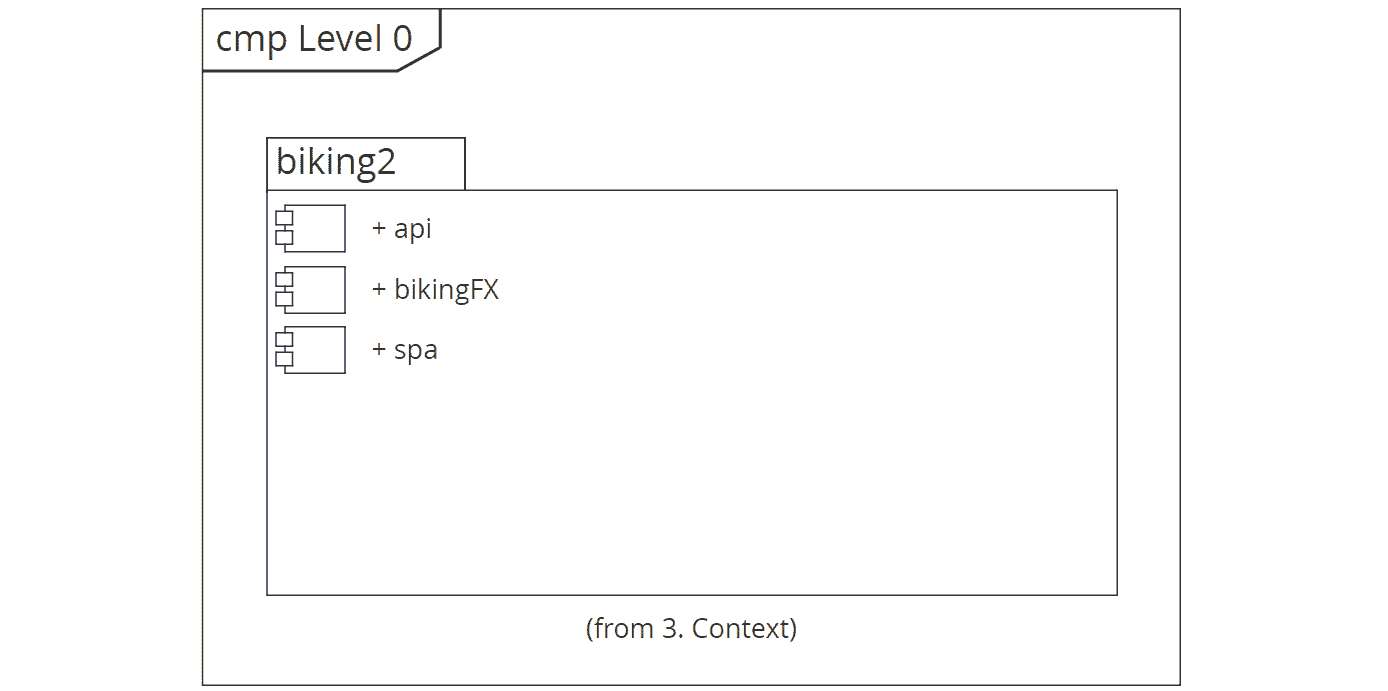 cmp Level 0
biking2
+ api
+ bikingFX
+ spa
(from 3. Context)